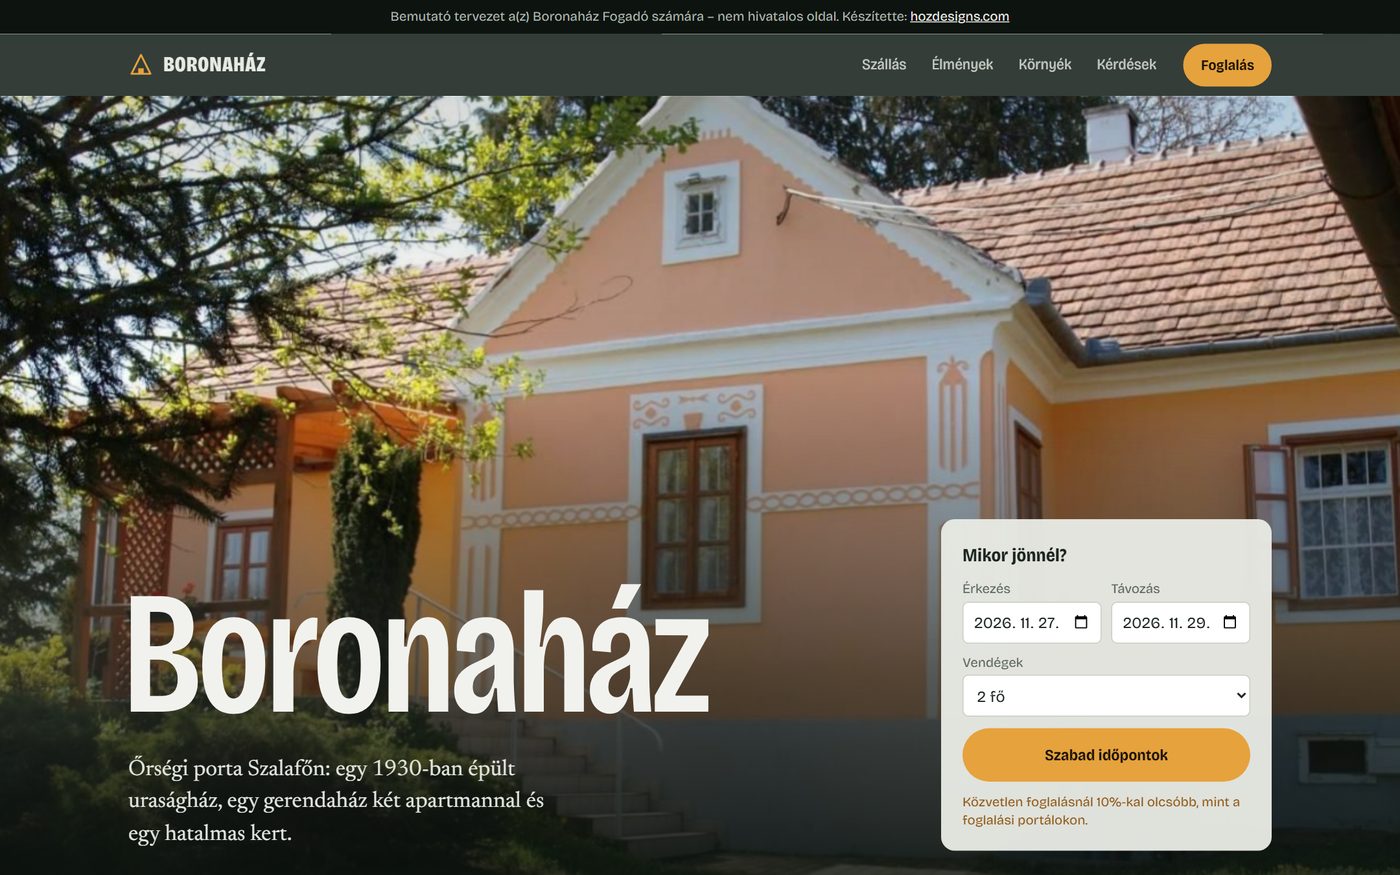 Bemutató tervezet a(z) Boronaház Fogadó számára – nem hivatalos oldal. Készítette: hozdesigns.com
BORONAHÁZ
Szállás
Élmények
Környék
Kérdések
Foglalás
Mikor jönnél?
Érkezés
Távozás
2026. 11. 27.
2026. 11. 29.
Vendégek
2 fő
Szabad időpontok
Közvetlen foglalásnál 10%-kal olcsóbb, mint a
foglalási portálokon.
Boronaház
Őrségi porta Szalafőn: egy 1930-ban épült
uraságház, egy gerendaház két apartmannal és
egy hatalmas kert.